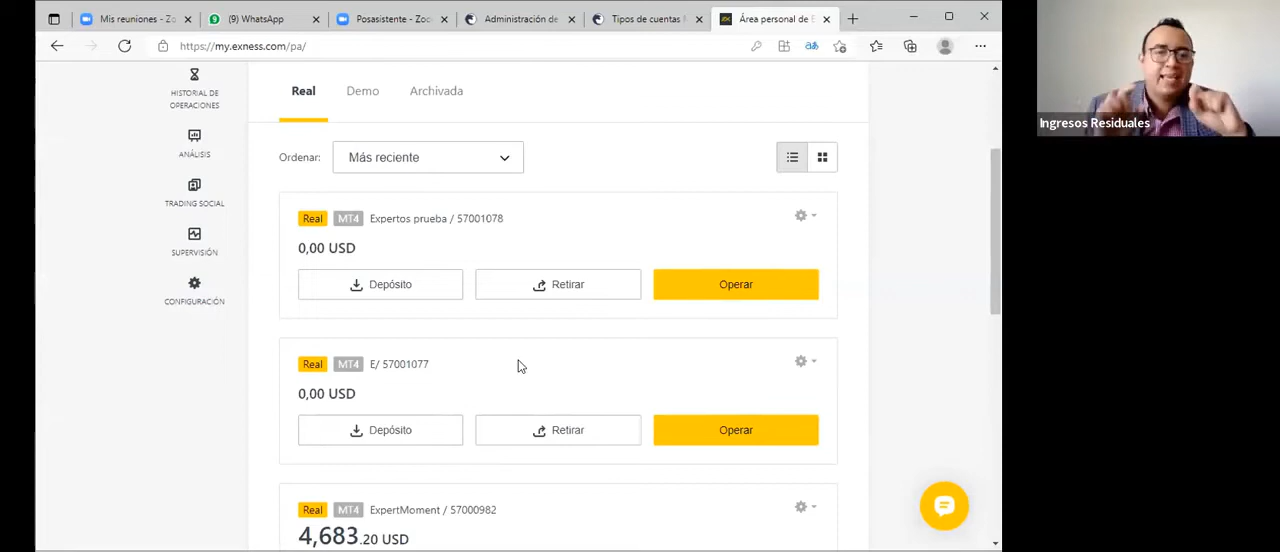 Mis reuniones - Zo
(9) WhatsApp
Posasistente - Zoo
Administración de
Tipos de cuentas
Área personal de E
https://my.exness.com/pa/
HISTORIAL DE
OPERACIONES
ANÁLISIS
TRADING SOCIAL
SUPERVISIÓN
CONFIGURACIÓN
Real
Demo
Archivada
Ordenar:
Más reciente
Real MT4 Expertos prueba / 57001078
0,00 USD
Depósito
Retirar
Operar
Real MT4 E/ 57001077
0,00 USD
Depósito
Retirar
Operar
Real MT4 ExpertMoment / 57000982
4,683.20 USD
Ingresos Residuales